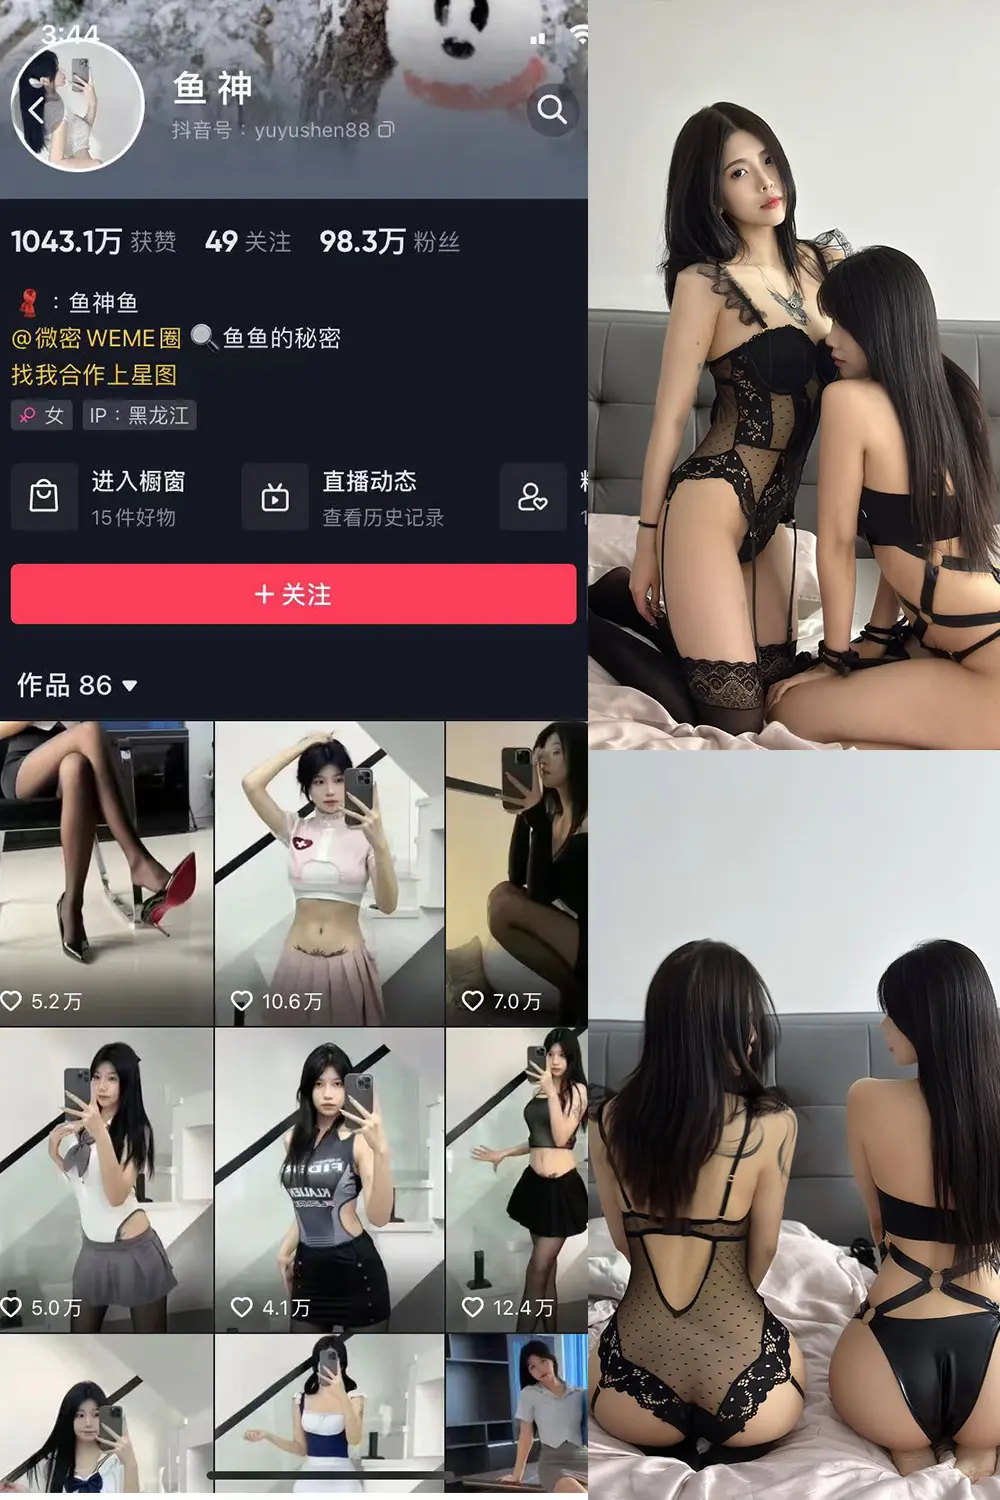 3:44
鱼 神
抖音号：yuyushen88
1043.1万 获赞 49 关注 98.3万 粉丝
：鱼神鱼
@微密 WEME圈 🔍鱼鱼的秘密
找我合作上星图
女 IP：黑龙江
进入橱窗
15件好物
直播动态
查看历史记录
1
+ 关注
作品 86
5.2万
10.6万
7.0万
5.0万
4.1万
12.4万